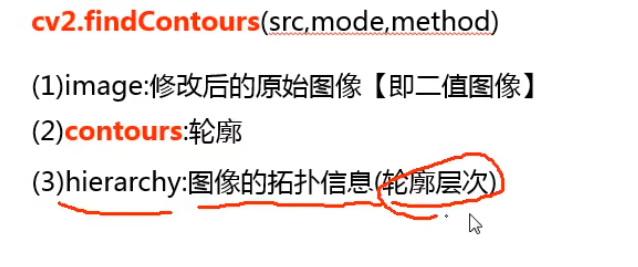 cv2.findContours(src,mode,method)
(1)image:修改后的原始图像【即二值图像】
(2)contours:轮廓
(3)hierarchy:图像的拓扑信息(轮廓层次)